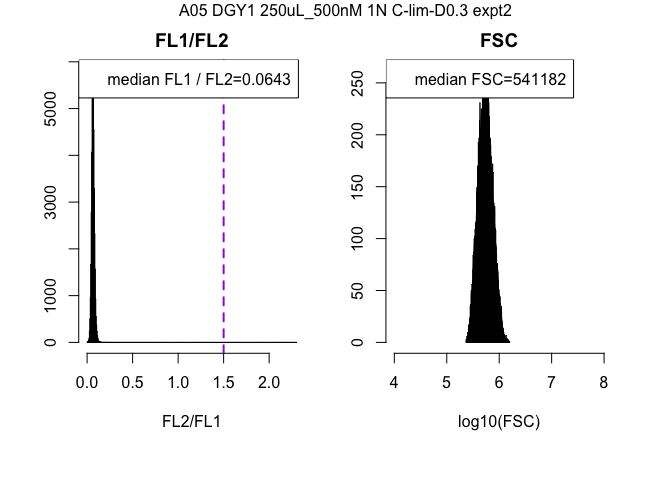 A05 DGY1 250uL_500nM 1N C-lim-D0.3 expt2
FL1/FL2
median FL1 / FL2=0.0643
0
1000
3000
5000
0.0 0.5 1.0 1.5 2.0
FL2/FL1
FSC
median FSC=541182
0
50
100
150
200
250
4 5 6 7 8
log10(FSC)